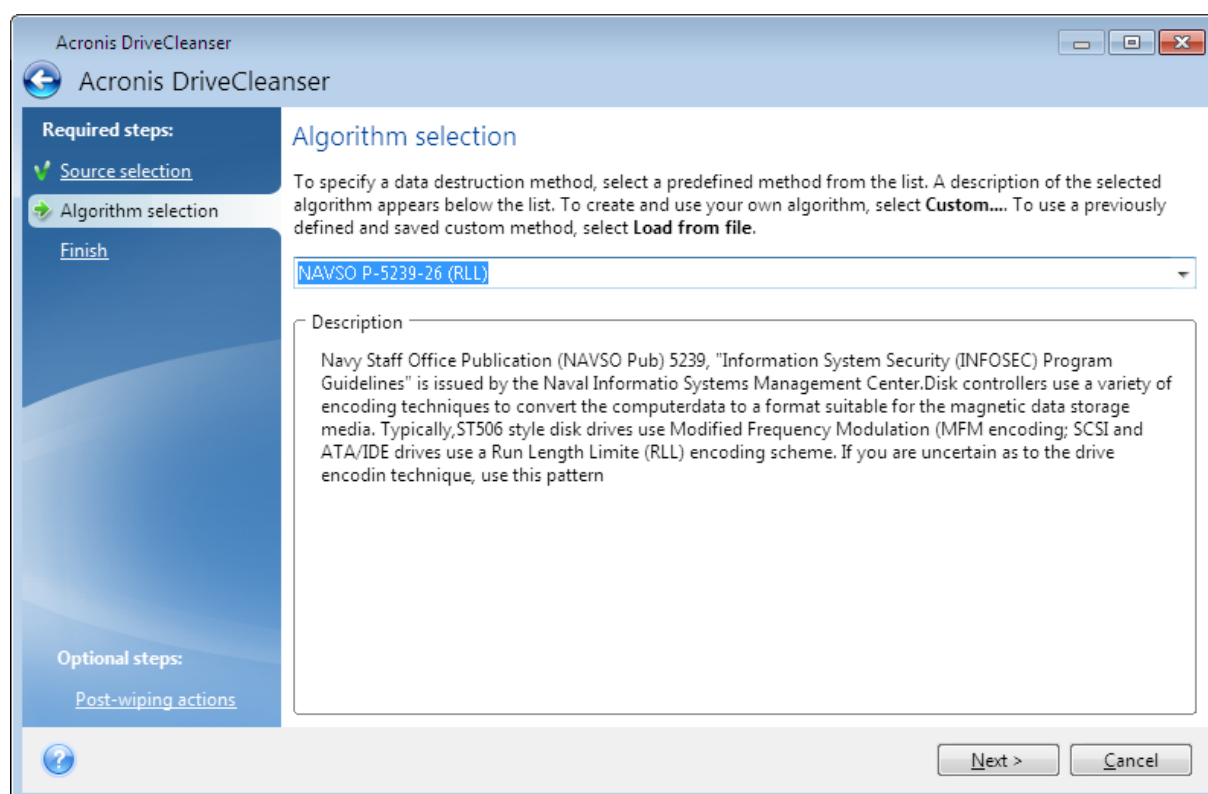 Acronis DriveCleanser
Acronis DriveCleanser
Required steps:
Source selection
Algorithm selection
Finish
Optional steps:
Post-wiping actions
Algorithm selection
To specify a data destruction method, select a predefined method from the list. A description of the selected
algorithm appears below the list. To create and use your own algorithm, select Custom.... To use a previously
defined and saved custom method, select Load from file.
NAVSO P-5239-26 (RLL)
Description
Navy Staff Office Publication (NAVSO Pub) 5239, "Information System Security (INFOSEC) Program
Guidelines" is issued by the Naval Informatio Systems Management Center.Disk controllers use a variety of
encoding techniques to convert the computerdata to a format suitable for the magnetic data storage
media. Typically,ST506 style disk drives use Modified Frequency Modulation (MFM encoding; SCSI and
ATA/IDE drives use a Run Length Limite (RLL) encoding scheme. If you are uncertain as to the drive
encodin technique, use this pattern
?
Next >
Cancel